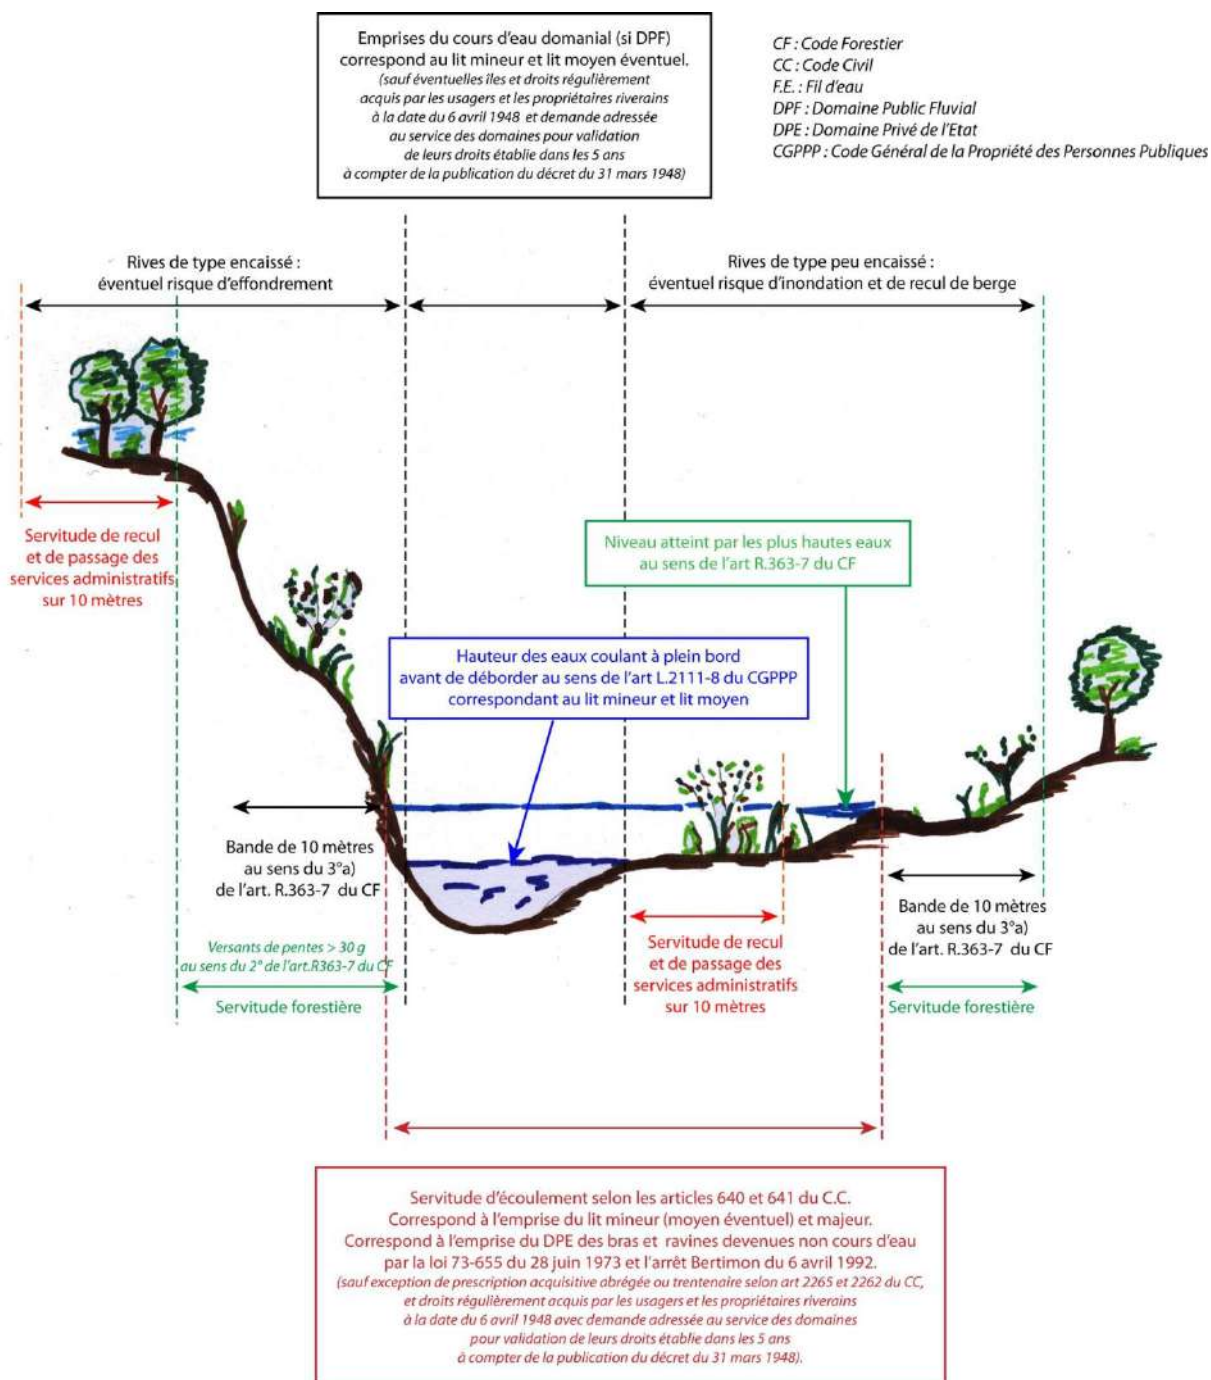 Emprises du cours d'eau domanial (si DPF)
correspond au lit mineur et lit moyen éventuel.
(sauf éventuelles îles et droits régulièrement
acquis par les usagers et les propriétaires riverains
à la date du 6 avril 1948 et demande adressée
au service des domaines pour validation
de leurs droits établie dans les 5 ans
à compter de la publication du décret du 31 mars 1948)
CF : Code Forestier
CC : Code Civil
F.E. : Fil d'eau
DPF : Domaine Public Fluvial
DPE : Domaine Privé de l'Etat
CGPPP : Code Général de la Propriété des Personnes Publiques
Rives de type encaissé :
éventuel risque d'effondrement
Rives de type peu encaissé :
éventuel risque d'inondation et de recul de berge
Servitude de recul
et de passage des
services administratifs
sur 10 mètres
Niveau atteint par les plus hautes eaux
au sens de l'art R.363-7 du CF
Hauteur des eaux coulant à plein bord
avant de déborder au sens de l'art L.2111-8 du CGPPP
correspondant au lit mineur et lit moyen
Bande de 10 mètres
au sens du 3°a)
de l'art. R.363-7 du CF
Versants de pentes > 30 g
au sens du 2° de l'art.R363-7 du CF
Servitude forestière
Servitude de recul
et de passage des
services administratifs
sur 10 mètres
Bande de 10 mètres
au sens du 3°a)
de l'art. R.363-7 du CF
Servitude forestière
Servitude d'écoulement selon les articles 640 et 641 du C.C.
Correspond à l'emprise du lit mineur (moyen éventuel) et majeur.
Correspond à l'emprise du DPE des bras et ravines devenues non cours d'eau
par la loi 73-655 du 28 juin 1973 et l'arrêt Bertimon du 6 avril 1992.
(sauf exception de prescription acquisitive abrégée ou trentenaire selon art 2265 et 2262 du CC,
et droits régulièrement acquis par les usagers et les propriétaires riverains
à la date du 6 avril 1948 avec demande adressée au service des domaines
pour validation de leurs droits établie dans les 5 ans
à compter de la publication du décret du 31 mars 1948).